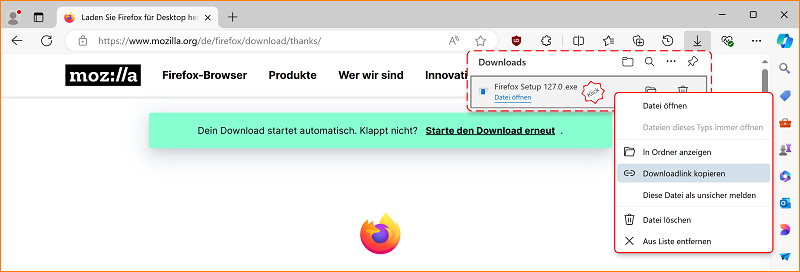 Laden Sie Firefox für Desktop he
https://www.mozilla.org/de/firefox/download/thanks/
moz://a
Firefox-Browser
Produkte
Wer wir sind
Innovati
Downloads
Firefox Setup 127.0.exe
Datei öffnen
Klick
Datei öffnen
Dateien dieses Typs immer öffnen
In Ordner anzeigen
Downloadlink kopieren
Diese Datei als unsicher melden
Datei löschen
Aus Liste entfernen
Dein Download startet automatisch. Klappt nicht? Starte den Download erneut .